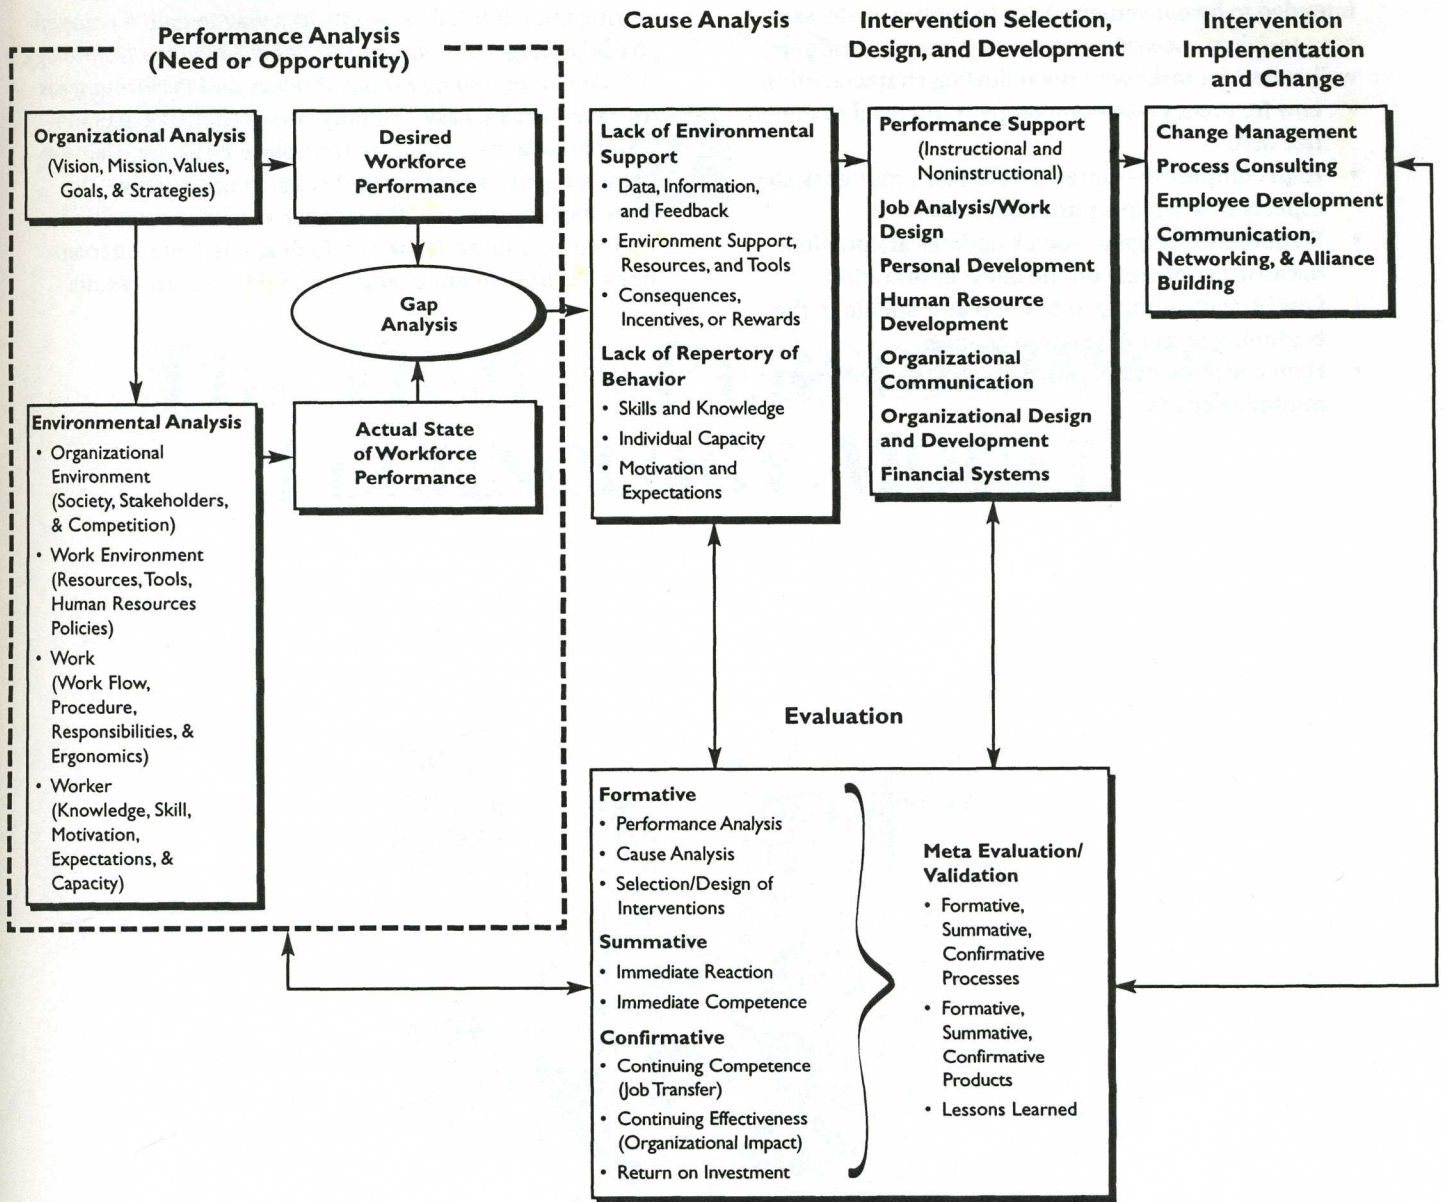 Performance Analysis
(Need or Opportunity)
Organizational Analysis
(Vision, Mission, Values,
Goals, & Strategies)
Desired
Workforce
Performance
Gap
Analysis
Environmental Analysis
• Organizational
Environment
(Society, Stakeholders,
& Competition)
• Work Environment
(Resources, Tools,
Human Resources
Policies)
• Work
(Work Flow,
Procedure,
Responsibilities, &
Ergonomics)
• Worker
(Knowledge, Skill,
Motivation,
Expectations, &
Capacity)
Actual State
of Workforce
Performance
Cause Analysis
Lack of Environmental
Support
• Data, Information,
and Feedback
• Environment Support,
Resources, and Tools
• Consequences,
Incentives, or Rewards
Lack of Repertory of
Behavior
• Skills and Knowledge
• Individual Capacity
• Motivation and
Expectations
Intervention Selection,
Design, and Development
Performance Support
(Instructional and
Noninstructional)
Job Analysis/Work
Design
Personal Development
Human Resource
Development
Organizational
Communication
Organizational Design
and Development
Financial Systems
Intervention
Implementation
and Change
Change Management
Process Consulting
Employee Development
Communication,
Networking, & Alliance
Building
Evaluation
Formative
• Performance Analysis
• Cause Analysis
• Selection/Design of
Interventions
Summative
• Immediate Reaction
• Immediate Competence
Confirmative
• Continuing Competence
(Job Transfer)
• Continuing Effectiveness
(Organizational Impact)
• Return on Investment
Meta Evaluation/
Validation
• Formative,
Summative,
Confirmative
Processes
• Formative,
Summative,
Confirmative
Products
• Lessons Learned